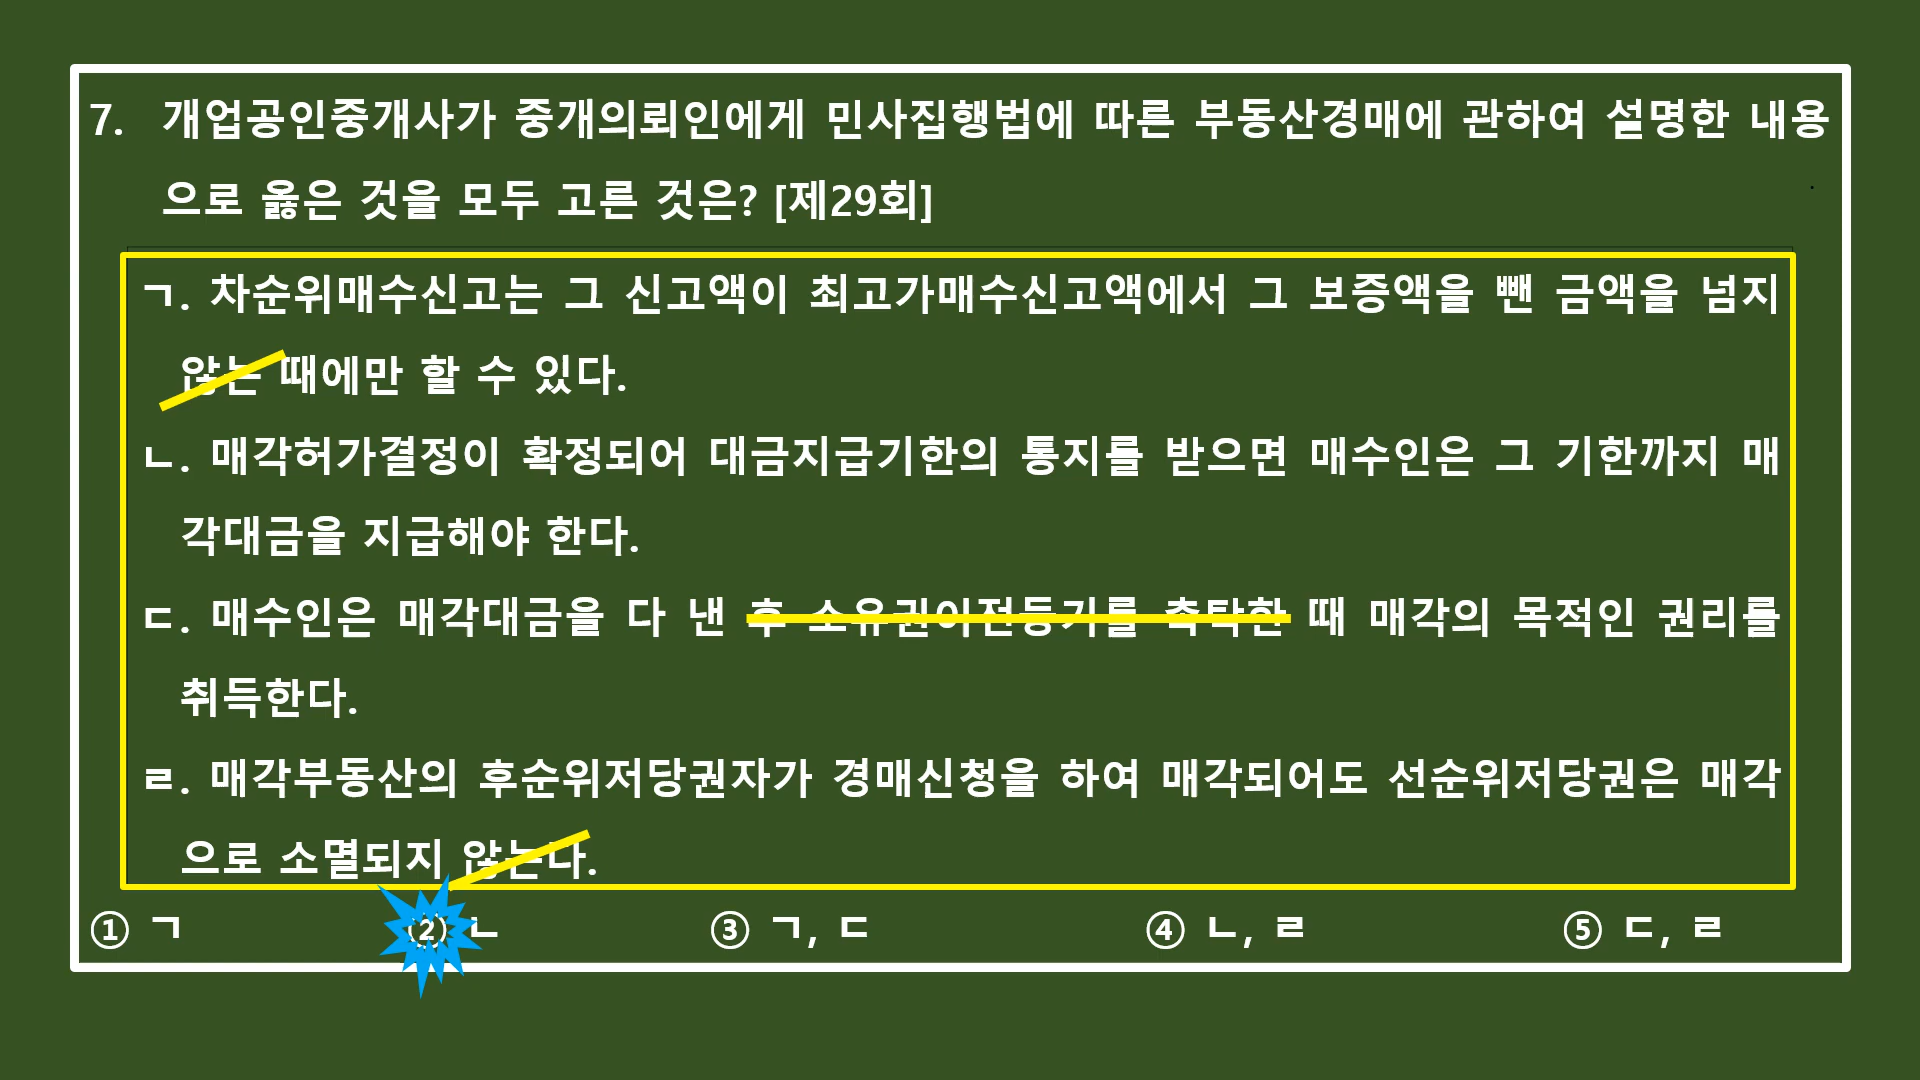 7. 개업공인중개사가 중개의뢰인에게 민사집행법에 따른 부동산경매에 관하여 설명한 내용
으로 옳은 것을 모두 고른 것은? [제29회]
ㄱ. 차순위매수신고는 그 신고액이 최고가매수신고액에서 그 보증액을 뺀 금액을 넘지
않는 때에만 할 수 있다.
ㄴ. 매각허가결정이 확정되어 대금지급기한의 통지를 받으면 매수인은 그 기한까지 매
각대금을 지급해야 한다.
ㄷ. 매수인은 매각대금을 다 낸 후 소유권이전등기를 촉탁한 때 매각의 목적인 권리를
취득한다.
ㄹ. 매각부동산의 후순위저당권자가 경매신청을 하여 매각되어도 선순위저당권은 매각
으로 소멸되지 않는다.
① ㄱ ② ㄴ ③ ㄱ, ㄷ ④ ㄴ, ㄹ ⑤ ㄷ, ㄹ